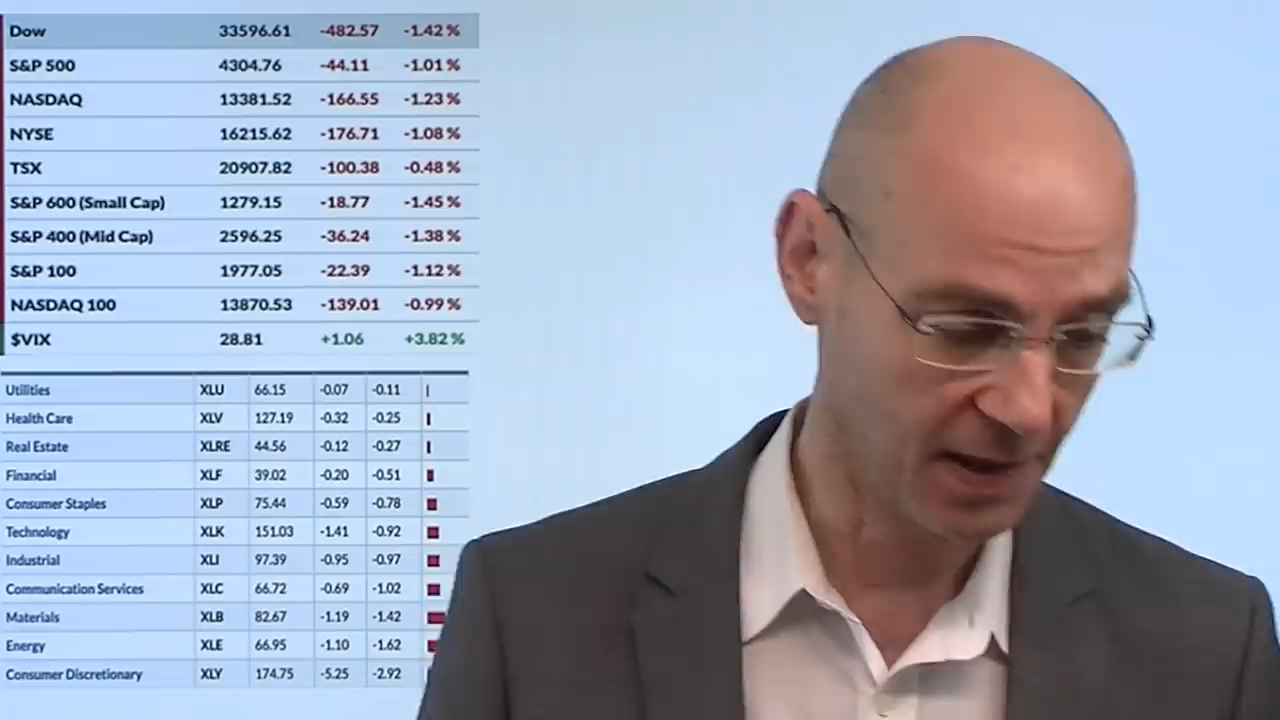 Dow 33596.61 -482.57 -1.42 %
S&P 500 4304.76 -44.11 -1.01 %
NASDAQ 13381.52 -166.55 -1.23 %
NYSE 16215.62 -176.71 -1.08 %
TSX 20907.82 -100.38 -0.48 %
S&P 600 (Small Cap) 1279.15 -18.77 -1.45 %
S&P 400 (Mid Cap) 2596.25 -36.24 -1.38 %
S&P 100 1977.05 -22.39 -1.12 %
NASDAQ 100 13870.53 -139.01 -0.99 %
$VIX 28.81 +1.06 +3.82 %
Utilities XLU 66.15 -0.07 -0.11
Health Care XLV 127.19 -0.32 -0.25
Real Estate XLRE 44.56 -0.12 -0.27
Financial XLF 39.02 -0.20 -0.51
Consumer Staples XLP 75.44 -0.59 -0.78
Technology XLK 151.03 -1.41 -0.92
Industrial XLI 97.39 -0.95 -0.97
Communication Services XLC 66.72 -0.69 -1.02
Materials XLB 82.67 -1.19 -1.42
Energy XLE 66.95 -1.10 -1.62
Consumer Discretionary XLY 174.75 -5.25 -2.92